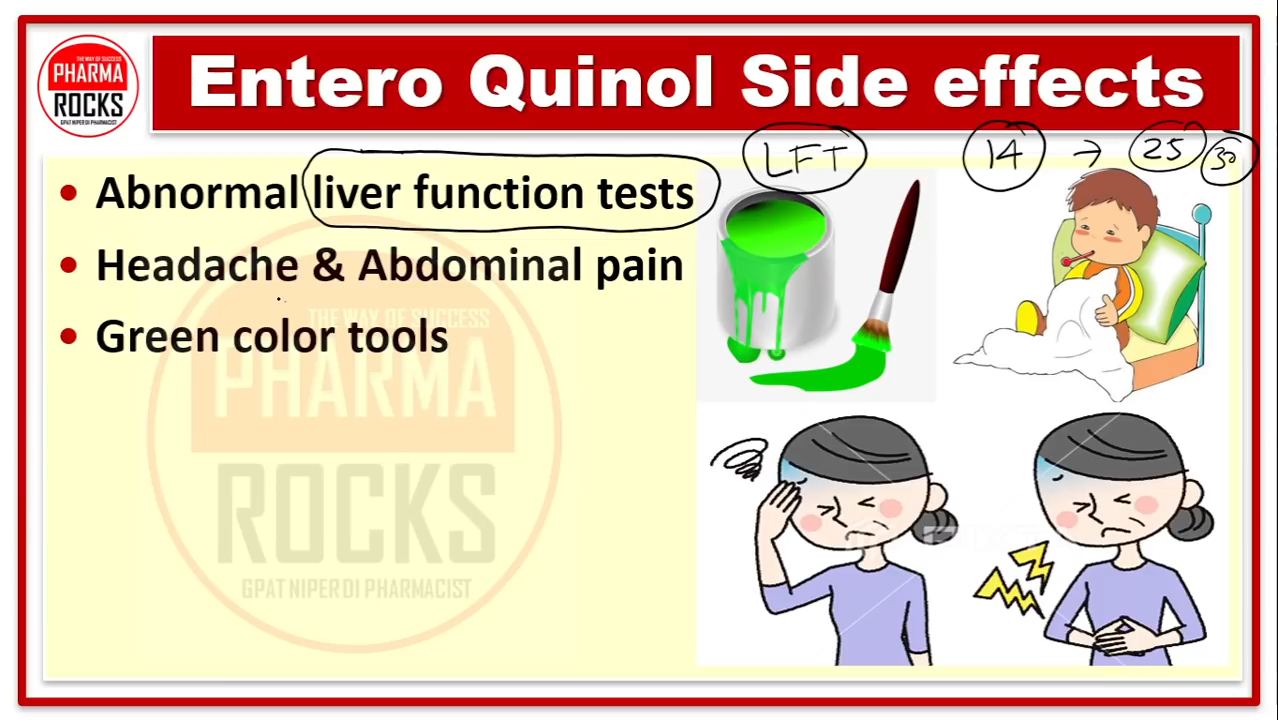 THE WAY OF SUCCESS
PHARMA
ROCKS
GPAT NIPER DI PHARMACIST
Entero Quinol Side effects
LFT 14 → 25 30
• Abnormal liver function tests
• Headache & Abdominal pain
• Green color tools
THE WAY OF SUCCESS
PHARMA
ROCKS
GPAT NIPER DI PHARMACIST